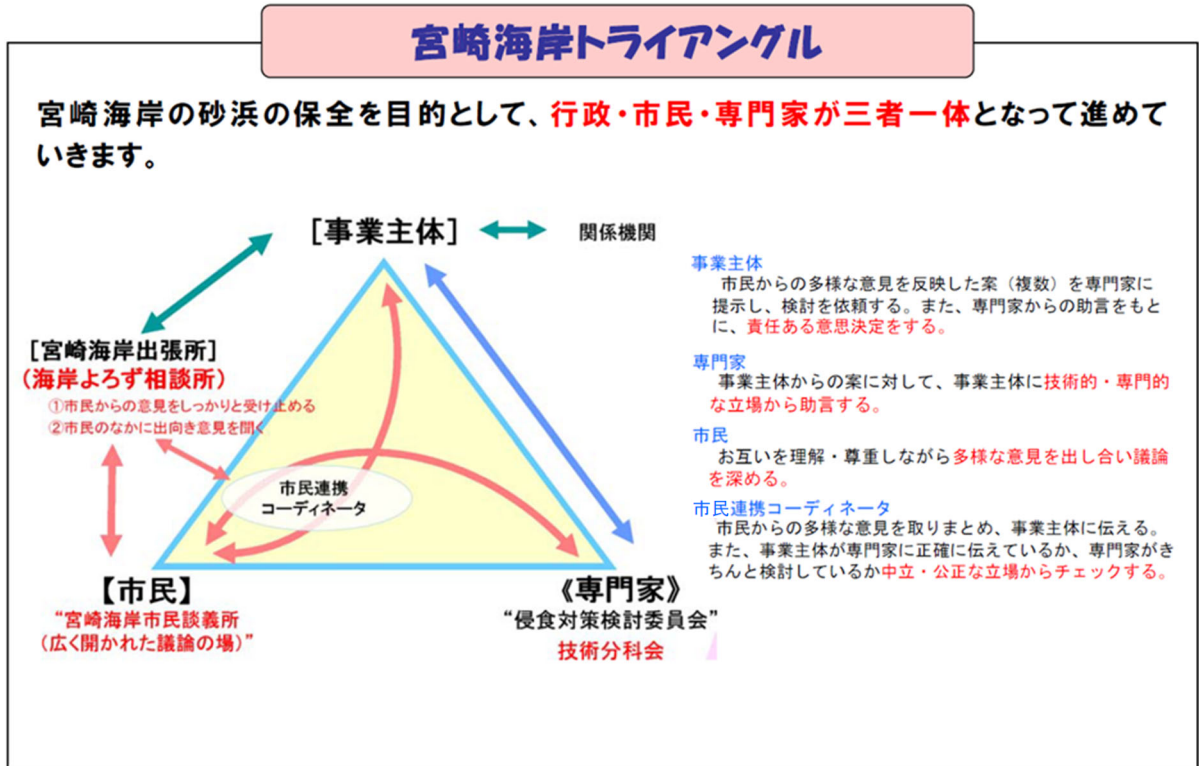 宮崎海岸トライアングル
宮崎海岸の砂浜の保全を目的として、行政・市民・専門家が三者一体となって進めて
いきます。
［事業主体］
関係機関
［宮崎海岸出張所］
（海岸よろず相談所）
①市民からの意見をしっかりと受け止める
②市民のなかに出向き意見を聞く
市民連携
コーディネータ
【市民】
“宮崎海岸市民談義所
（広く開かれた議論の場）”
《専門家》
“侵食対策検討委員会”
技術分科会
事業主体
市民からの多様な意見を反映した案（複数）を専門家に
提示し、検討を依頼する。また、専門家からの助言をもと
に、責任ある意思決定をする。
専門家
事業主体からの案に対して、事業主体に技術的・専門的
な立場から助言する。
市民
お互いを理解・尊重しながら多様な意見を出し合い議論
を深める。
市民連携コーディネータ
市民からの多様な意見を取りまとめ、事業主体に伝える。
また、事業主体が専門家に正確に伝えているか、専門家がき
ちんと検討しているか中立・公正な立場からチェックする。